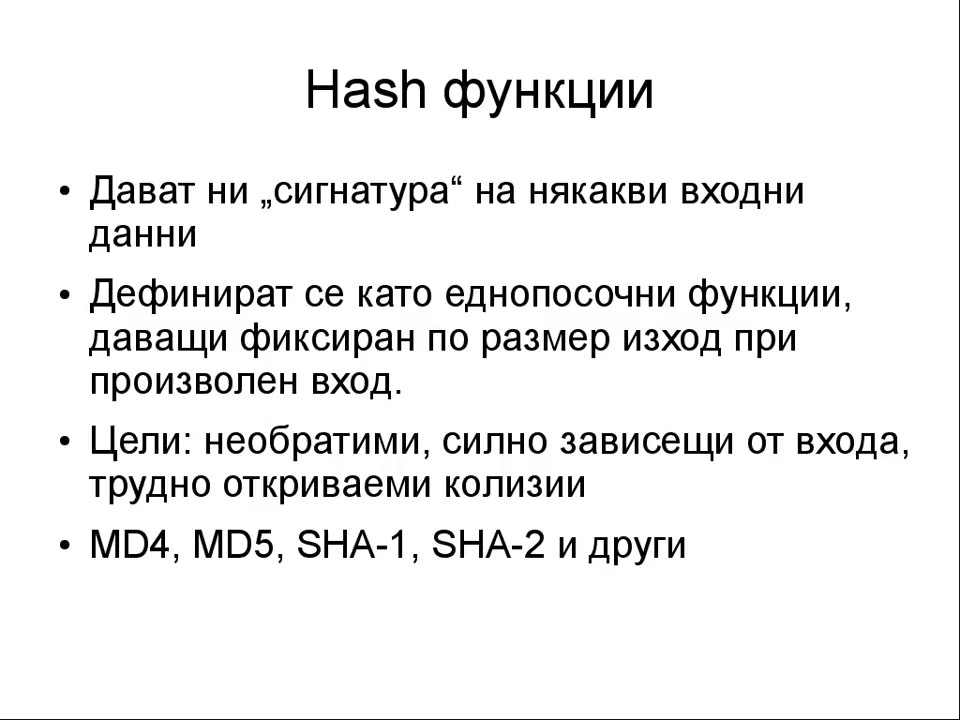 Hash функции
• Дават ни „сигнатура“ на някакви входни
данни
• Дефинират се като еднопосочни функции,
даващи фиксиран по размер изход при
произволен вход.
• Цели: необратими, силно зависещи от входа,
трудно откриваеми колизии
• MD4, MD5, SHA-1, SHA-2 и други